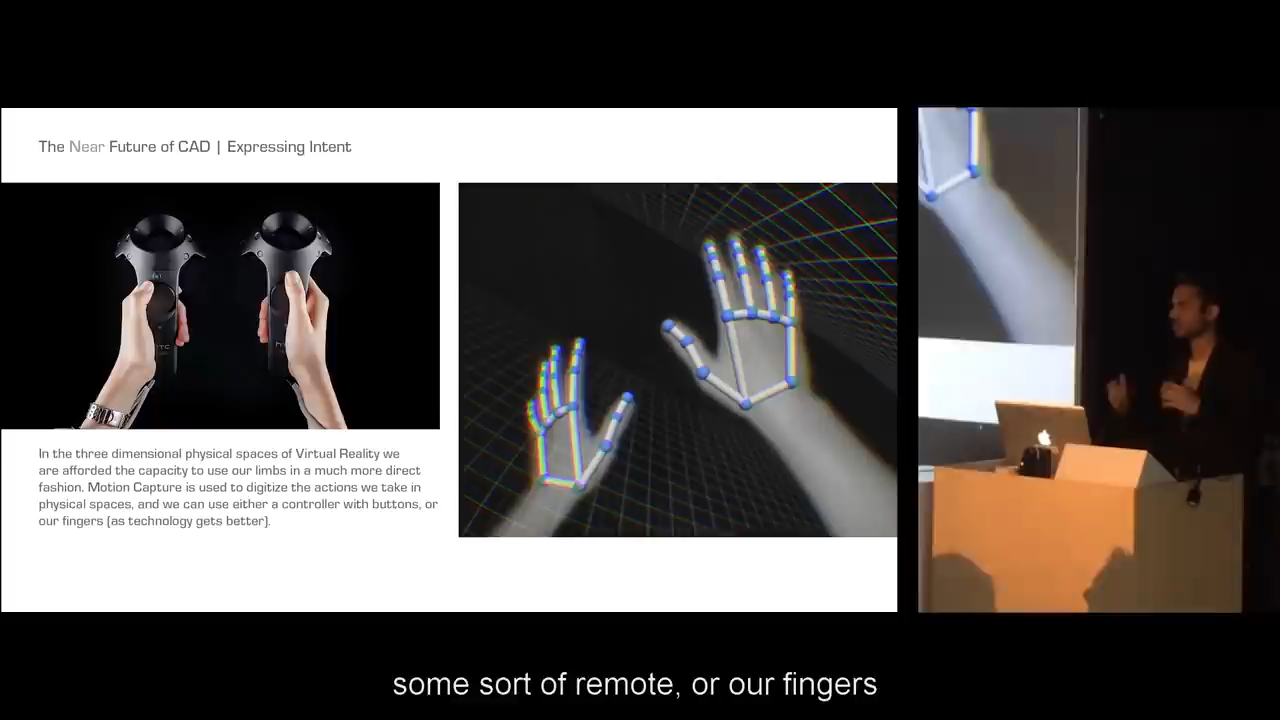 The Near Future of CAD | Expressing Intent
In the three dimensional physical spaces of Virtual Reality we
are afforded the capacity to use our limbs in a much more direct
fashion. Motion Capture is used to digitize the actions we take in
physical spaces, and we can use either a controller with buttons, or
our fingers (as technology gets better).
some sort of remote, or our fingers